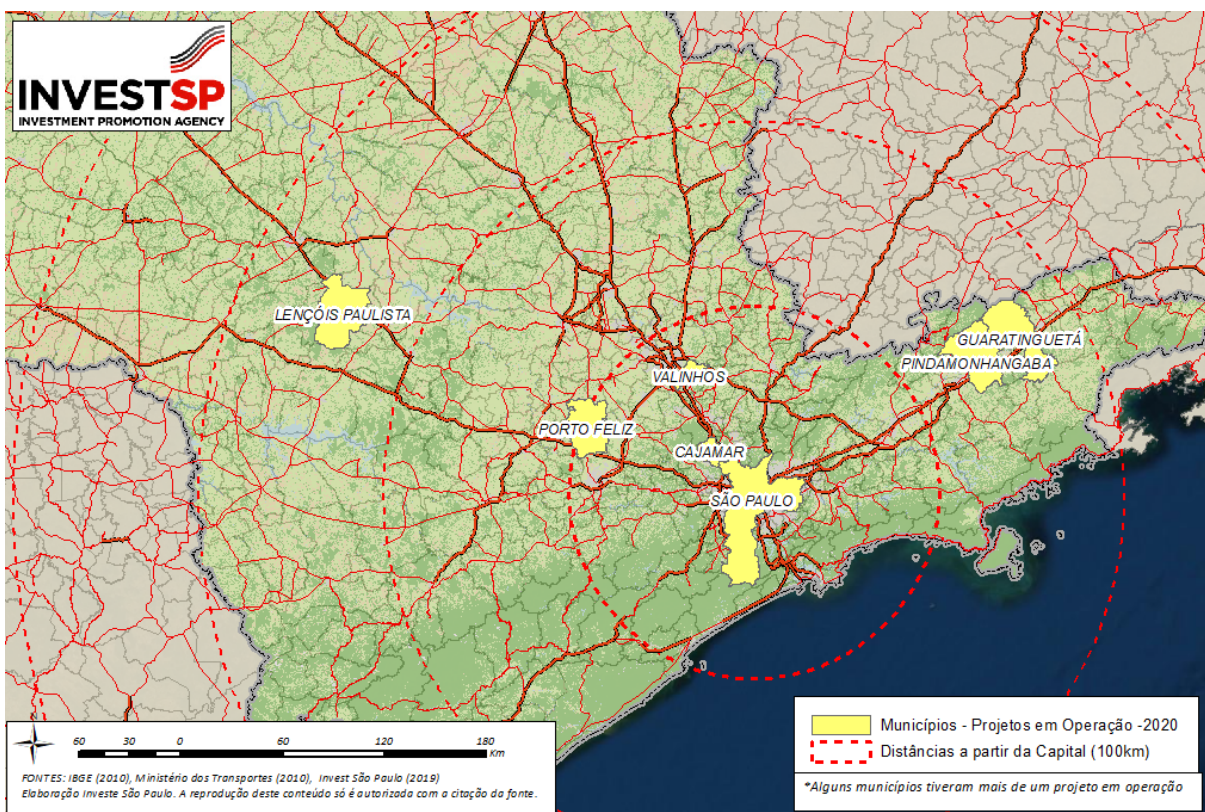 INVESTSP
INVESTMENT PROMOTION AGENCY
LENÇÓIS PAULISTA
GUARATINGUETÁ
PINDAMONHANGABA
VALINHOS
PORTO FELIZ
CAJAMAR
SÃO PAULO
60 30 0 60 120 180
Km
FONTES: IBGE (2010), Ministério dos Transportes (2010), Invest São Paulo (2019)
Elaboração Investe São Paulo. A reprodução deste conteúdo só é autorizada com a citação da fonte.
Municípios - Projetos em Operação -2020
Distâncias a partir da Capital (100km)
*Alguns municípios tiveram mais de um projeto em operação